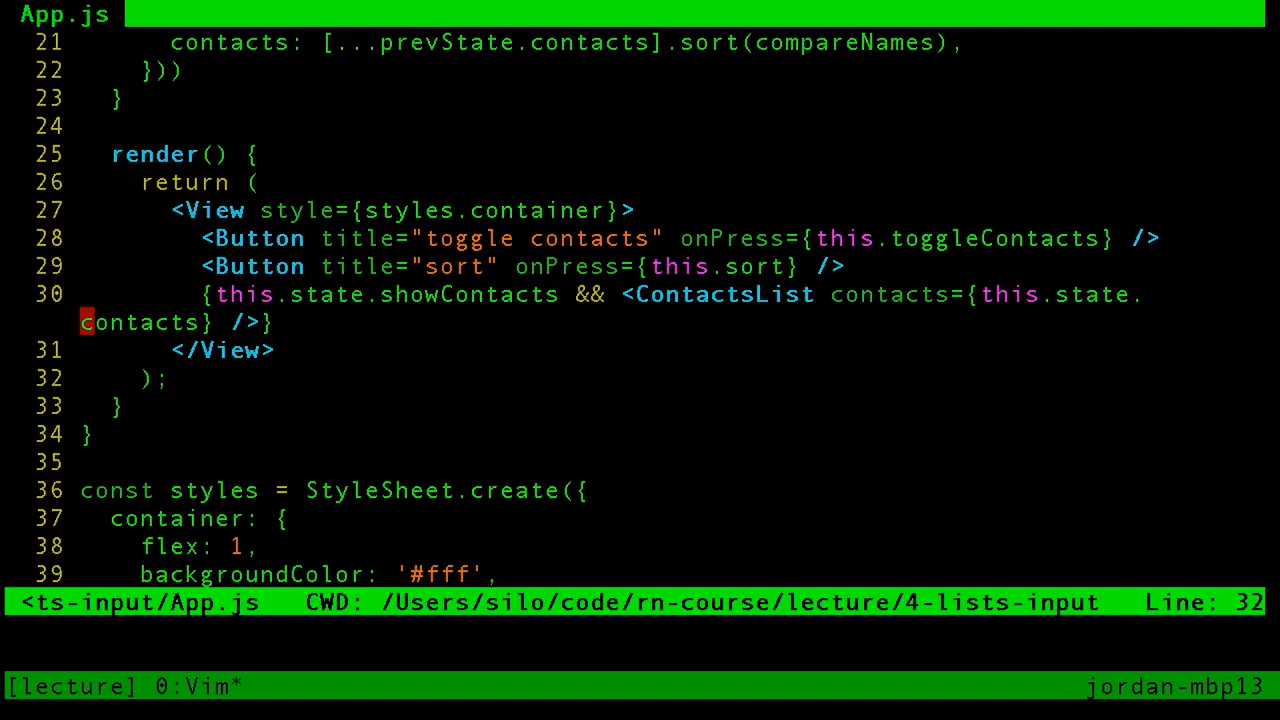 App.js
21 contacts: [...prevState.contacts].sort(compareNames),
22 }))
23 }
24
25 render() {
26 return (
27 <View style={styles.container}>
28 <Button title="toggle contacts" onPress={this.toggleContacts} />
29 <Button title="sort" onPress={this.sort} />
30 {this.state.showContacts && <ContactsList contacts={this.state.
contacts} />}
31 </View>
32 );
33 }
34 }
35
36 const styles = StyleSheet.create({
37 container: {
38 flex: 1,
39 backgroundColor: '#fff',
<ts-input/App.js CWD: /Users/silo/code/rn-course/lecture/4-lists-input Line: 32
[lecture] 0:Vim* jordan-mbp13